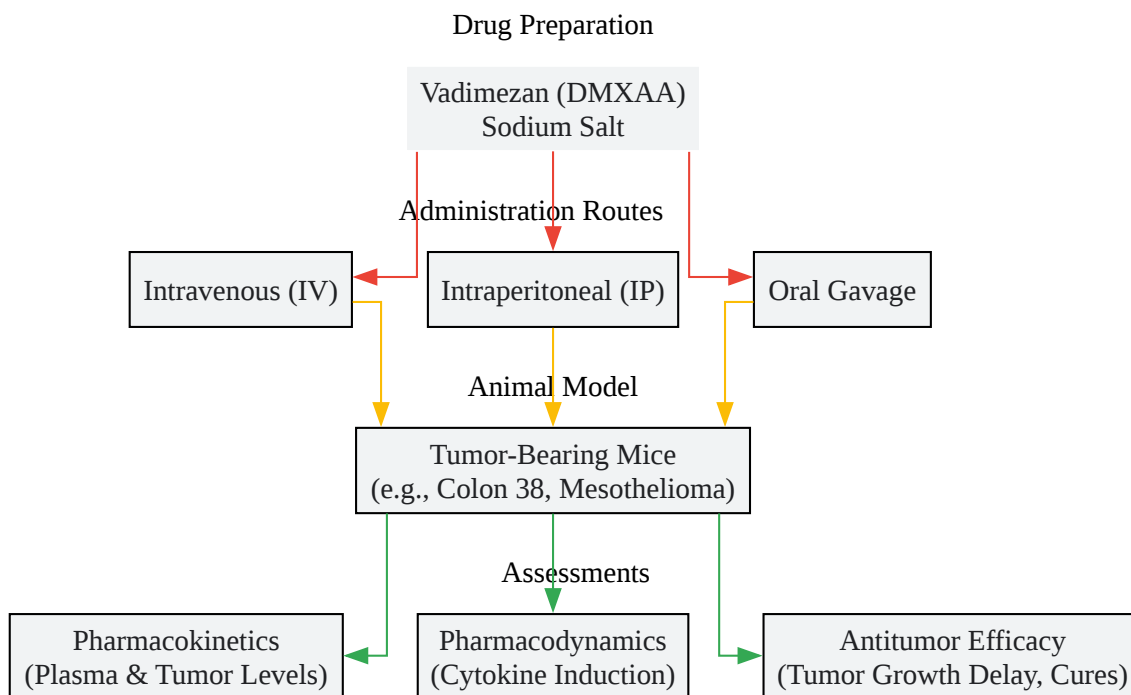 Drug Preparation
Vadimezan (DMXAA)
Sodium Salt
Administration Routes
Intravenous (IV)
Intraperitoneal (IP)
Oral Gavage
Animal Model
Tumor-Bearing Mice
(e.g., Colon 38, Mesothelioma)
Assessments
Pharmacokinetics
(Plasma & Tumor Levels)
Pharmacodynamics
(Cytokine Induction)
Antitumor Efficacy
(Tumor Growth Delay, Cures)